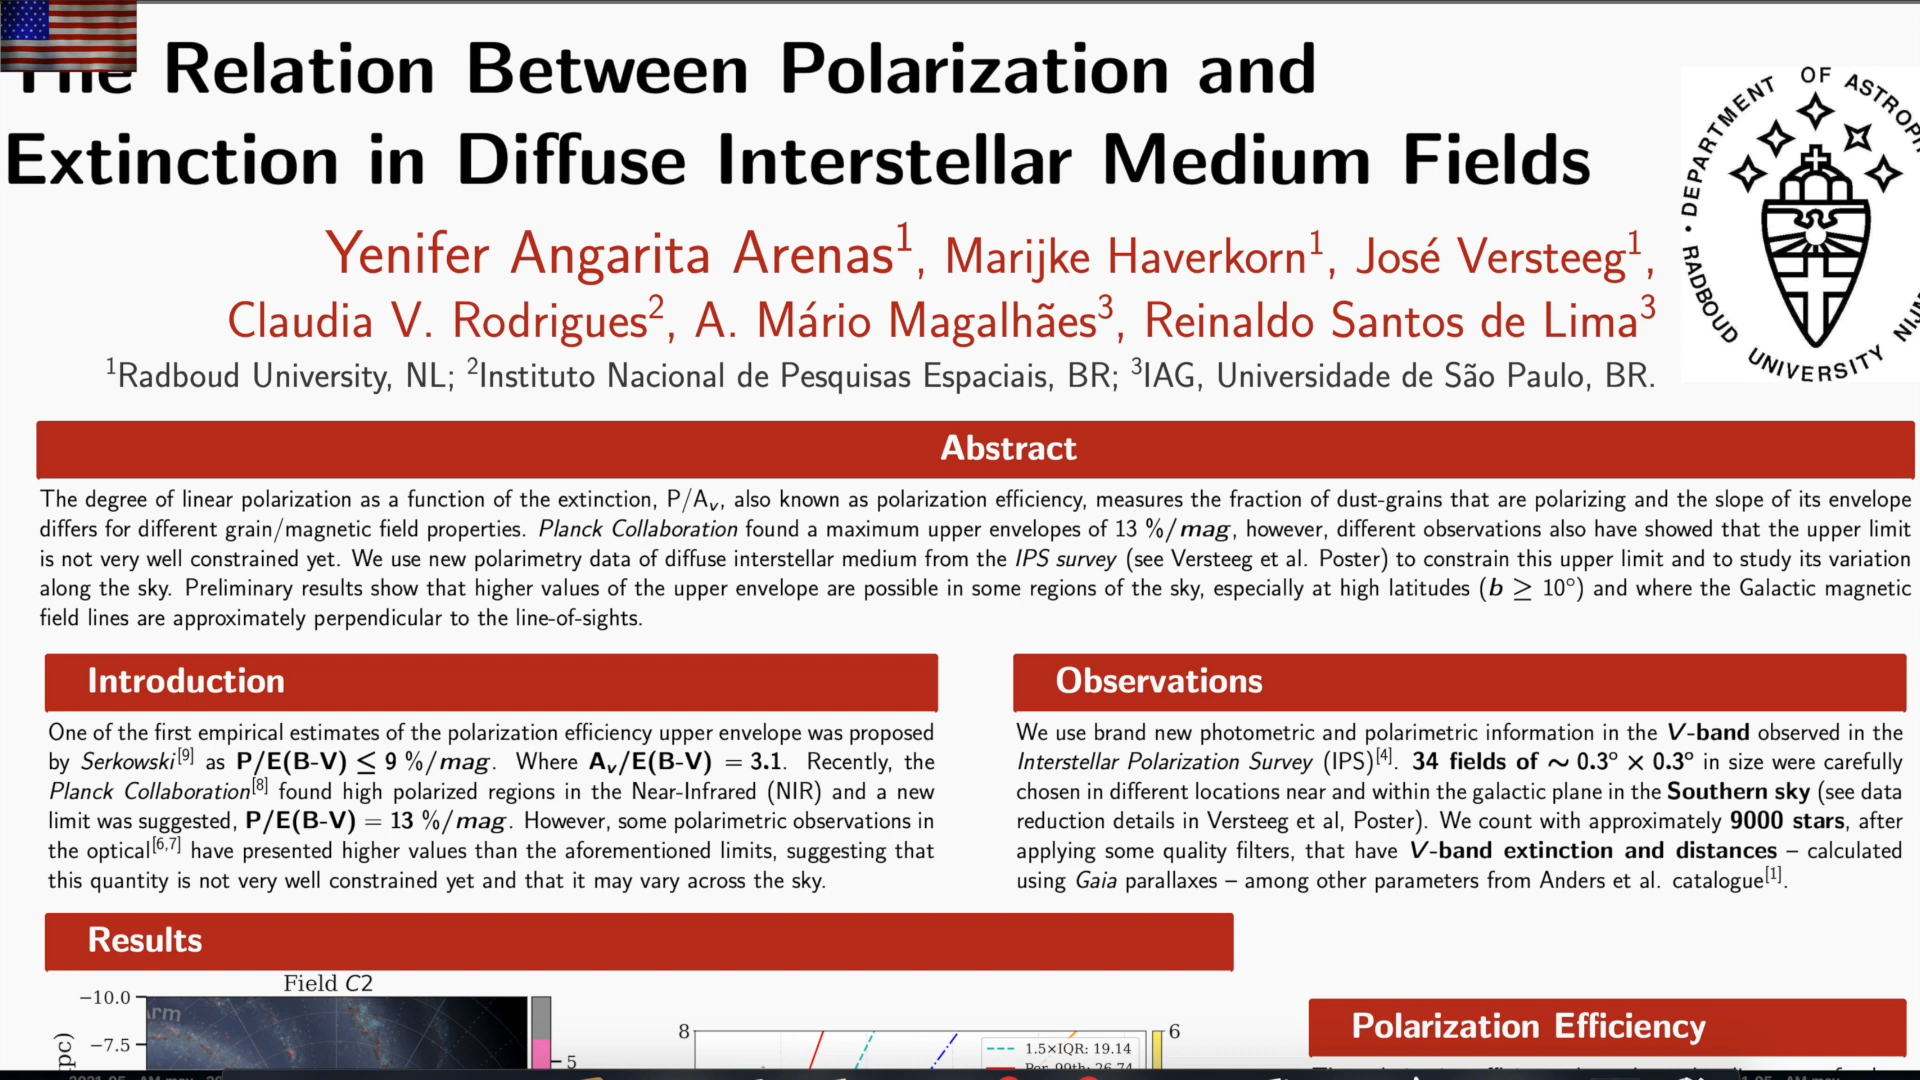 The Relation Between Polarization and
Extinction in Diffuse Interstellar Medium Fields
Yenifer Angarita Arenas¹, Marijke Haverkorn¹, José Versteeg¹,
Claudia V. Rodrigues², A. Mário Magalhães³, Reinaldo Santos de Lima³
¹Radboud University, NL; ²Instituto Nacional de Pesquisas Espaciais, BR; ³IAG, Universidade de São Paulo, BR.
DEPARTMENT OF
RADBOUD UNIVERSITY
Abstract
The degree of linear polarization as a function of the extinction, P/Aᵥ, also known as polarization efficiency, measures the fraction of dust-grains that are polarizing and the slope of its envelope
differs for different grain/magnetic field properties. Planck Collaboration found a maximum upper envelopes of 13 %/mag, however, different observations also have showed that the upper limit
is not very well constrained yet. We use new polarimetry data of diffuse interstellar medium from the IPS survey (see Versteeg et al. Poster) to constrain this upper limit and to study its variation
along the sky. Preliminary results show that higher values of the upper envelope are possible in some regions of the sky, especially at high latitudes (b ≥ 10°) and where the Galactic magnetic
field lines are approximately perpendicular to the line-of-sights.
Introduction
One of the first empirical estimates of the polarization efficiency upper envelope was proposed
by Serkowski[9] as P/E(B-V) ≤ 9 %/mag. Where Aᵥ/E(B-V) = 3.1. Recently, the
Planck Collaboration[8] found high polarized regions in the Near-Infrared (NIR) and a new
limit was suggested, P/E(B-V) = 13 %/mag. However, some polarimetric observations in
the optical[6,7] have presented higher values than the aforementioned limits, suggesting that
this quantity is not very well constrained yet and that it may vary across the sky.
Observations
We use brand new photometric and polarimetric information in the V-band observed in the
Interstellar Polarization Survey (IPS)[4]. 34 fields of ∼ 0.3° × 0.3° in size were carefully
chosen in different locations near and within the galactic plane in the Southern sky (see data
reduction details in Versteeg et al, Poster). We count with approximately 9000 stars, after
applying some quality filters, that have V-band extinction and distances – calculated
using Gaia parallaxes – among other parameters from Anders et al. catalogue[1].
Results
Field C2
−10.0
Arm
−7.5
5
8
6
1.5×IQR: 19.14
Per. 99th: 26.74
Polarization Efficiency